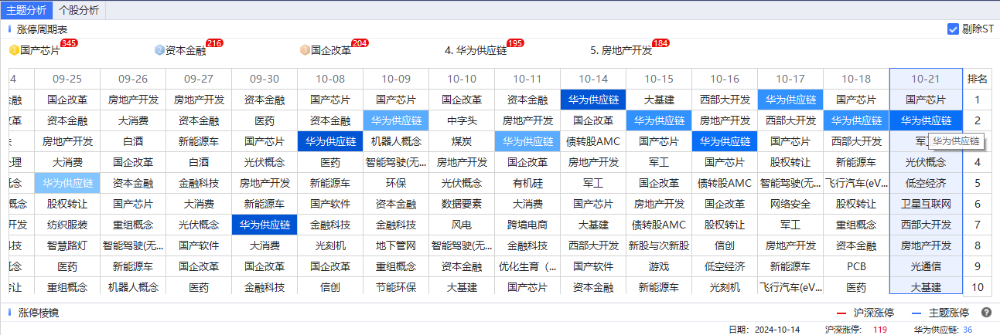 主题分析 个股分析
涨停周期表 剔除ST
1 国产芯片 345 2 资本金融 216 3 国企改革 204 4. 华为供应链 195 5. 房地产开发 184
4 09-25 09-26 09-27 09-30 10-08 10-09 10-10 10-11 10-14 10-15 10-16 10-17 10-18 10-21 排名
金融 国企改革 房地产开发 房地产开发 资本金融 国产芯片 国产芯片 国企改革 资本金融 华为供应链 大基建 西部大开发 华为供应链 国产芯片 国产芯片 1
改革 资本金融 大消费 资本金融 医药 资本金融 华为供应链 中字头 房地产开发 国企改革 华为供应链 房地产开发 西部大开发 华为供应链 华为供应链 2
房地产开发 白酒 新能源车 国产芯片 华为供应链 机器人概念 煤炭 华为供应链 债转股AMC 国产芯片 华为供应链 国产芯片 西部大开发 军 华为供应链
处理 大消费 国企改革 白酒 光伏概念 医药 智能驾驶(无... 房地产开发 国企改革 房地产开发 军工 国产芯片 股权转让 新能源车 光伏概念 4
概念 华为供应链 资本金融 金融科技 房地产开发 新能源车 环保 光伏概念 有机硅 军工 国企改革 债转股AMC 智能驾驶(无... 飞行汽车(eV... 低空经济 5
概念 股权转让 国产芯片 大消费 新能源车 国产软件 资本金融 数据要素 大消费 国产芯片 房地产开发 国企改革 网络安全 股权转让 卫星互联网 6
开发 纺织服装 重组概念 光伏概念 华为供应链 金融科技 金融科技 风电 跨境电商 大基建 债转股AMC 股权转让 军工 重组概念 西部大开发 7
科技 智慧路灯 智能驾驶(无... 国产软件 大消费 光刻机 地下管网 智能驾驶(无... 金融科技 西部大开发 新股与次新股 信创 房地产开发 资本金融 房地产开发 8
概念 医药 新能源车 国企改革 国企改革 国企改革 重组概念 资本金融 优化生育（... 国产软件 游戏 低空经济 新能源车 PCB 光通信 9
转让 重组概念 机器人概念 医药 金融科技 信创 节能环保 大基建 国产芯片 资本金融 新能源车 光刻机 飞行汽车(eV... 医药 大基建 10
涨停棱镜 沪深涨停 主题涨停 ?
日期: 2024-10-14 沪深涨停: 119 华为供应链: 36